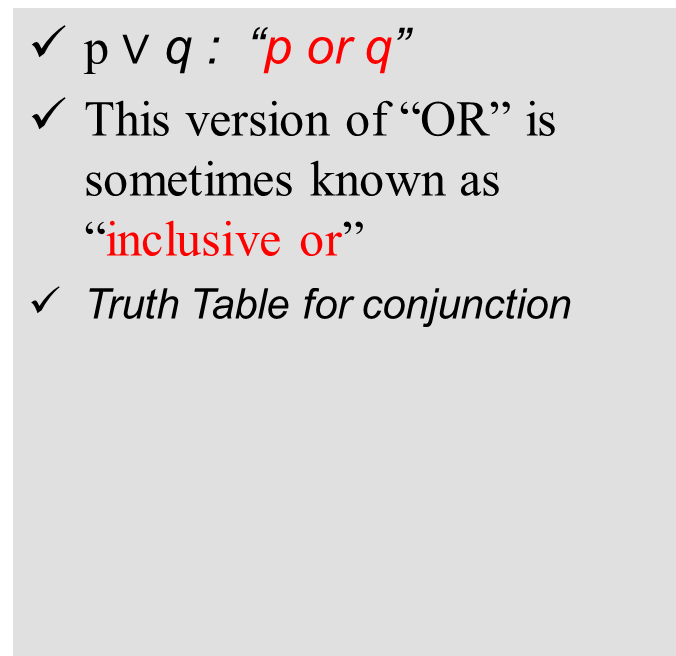 ✓ p ∨ q : “p or q”
✓ This version of “OR” is
sometimes known as
“inclusive or”
✓ Truth Table for conjunction